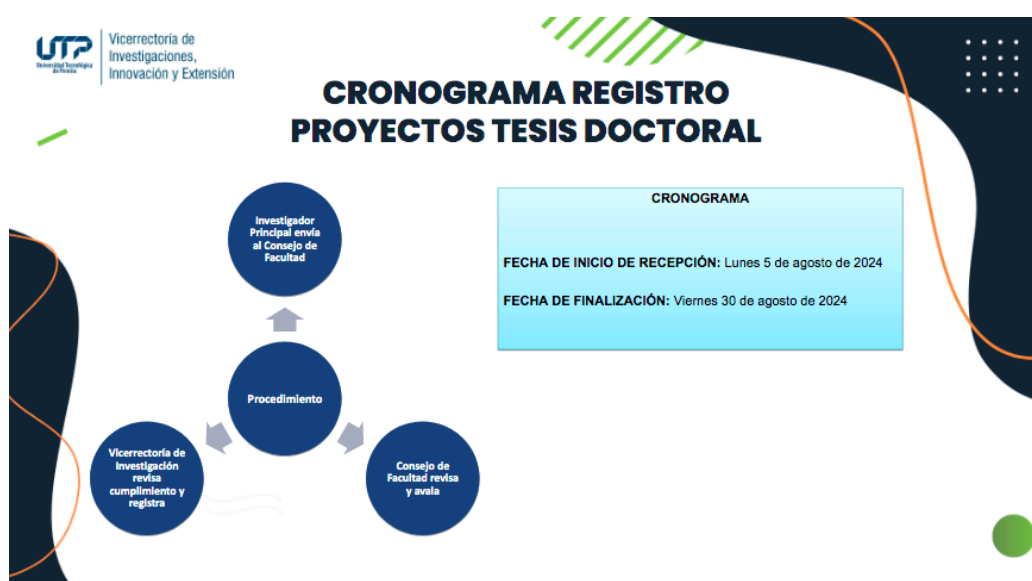 UTP
Universidad Tecnológica
de Pereira
Vicerrectoría de
Investigaciones,
Innovación y Extensión
CRONOGRAMA REGISTRO
PROYECTOS TESIS DOCTORAL
Investigador
Principal envía
al Consejo de
Facultad
Procedimiento
Vicerrectoría de
Investigación
revisa
cumplimiento y
registra
Consejo de
Facultad revisa
y avala
CRONOGRAMA
FECHA DE INICIO DE RECEPCIÓN: Lunes 5 de agosto de 2024
FECHA DE FINALIZACIÓN: Viernes 30 de agosto de 2024